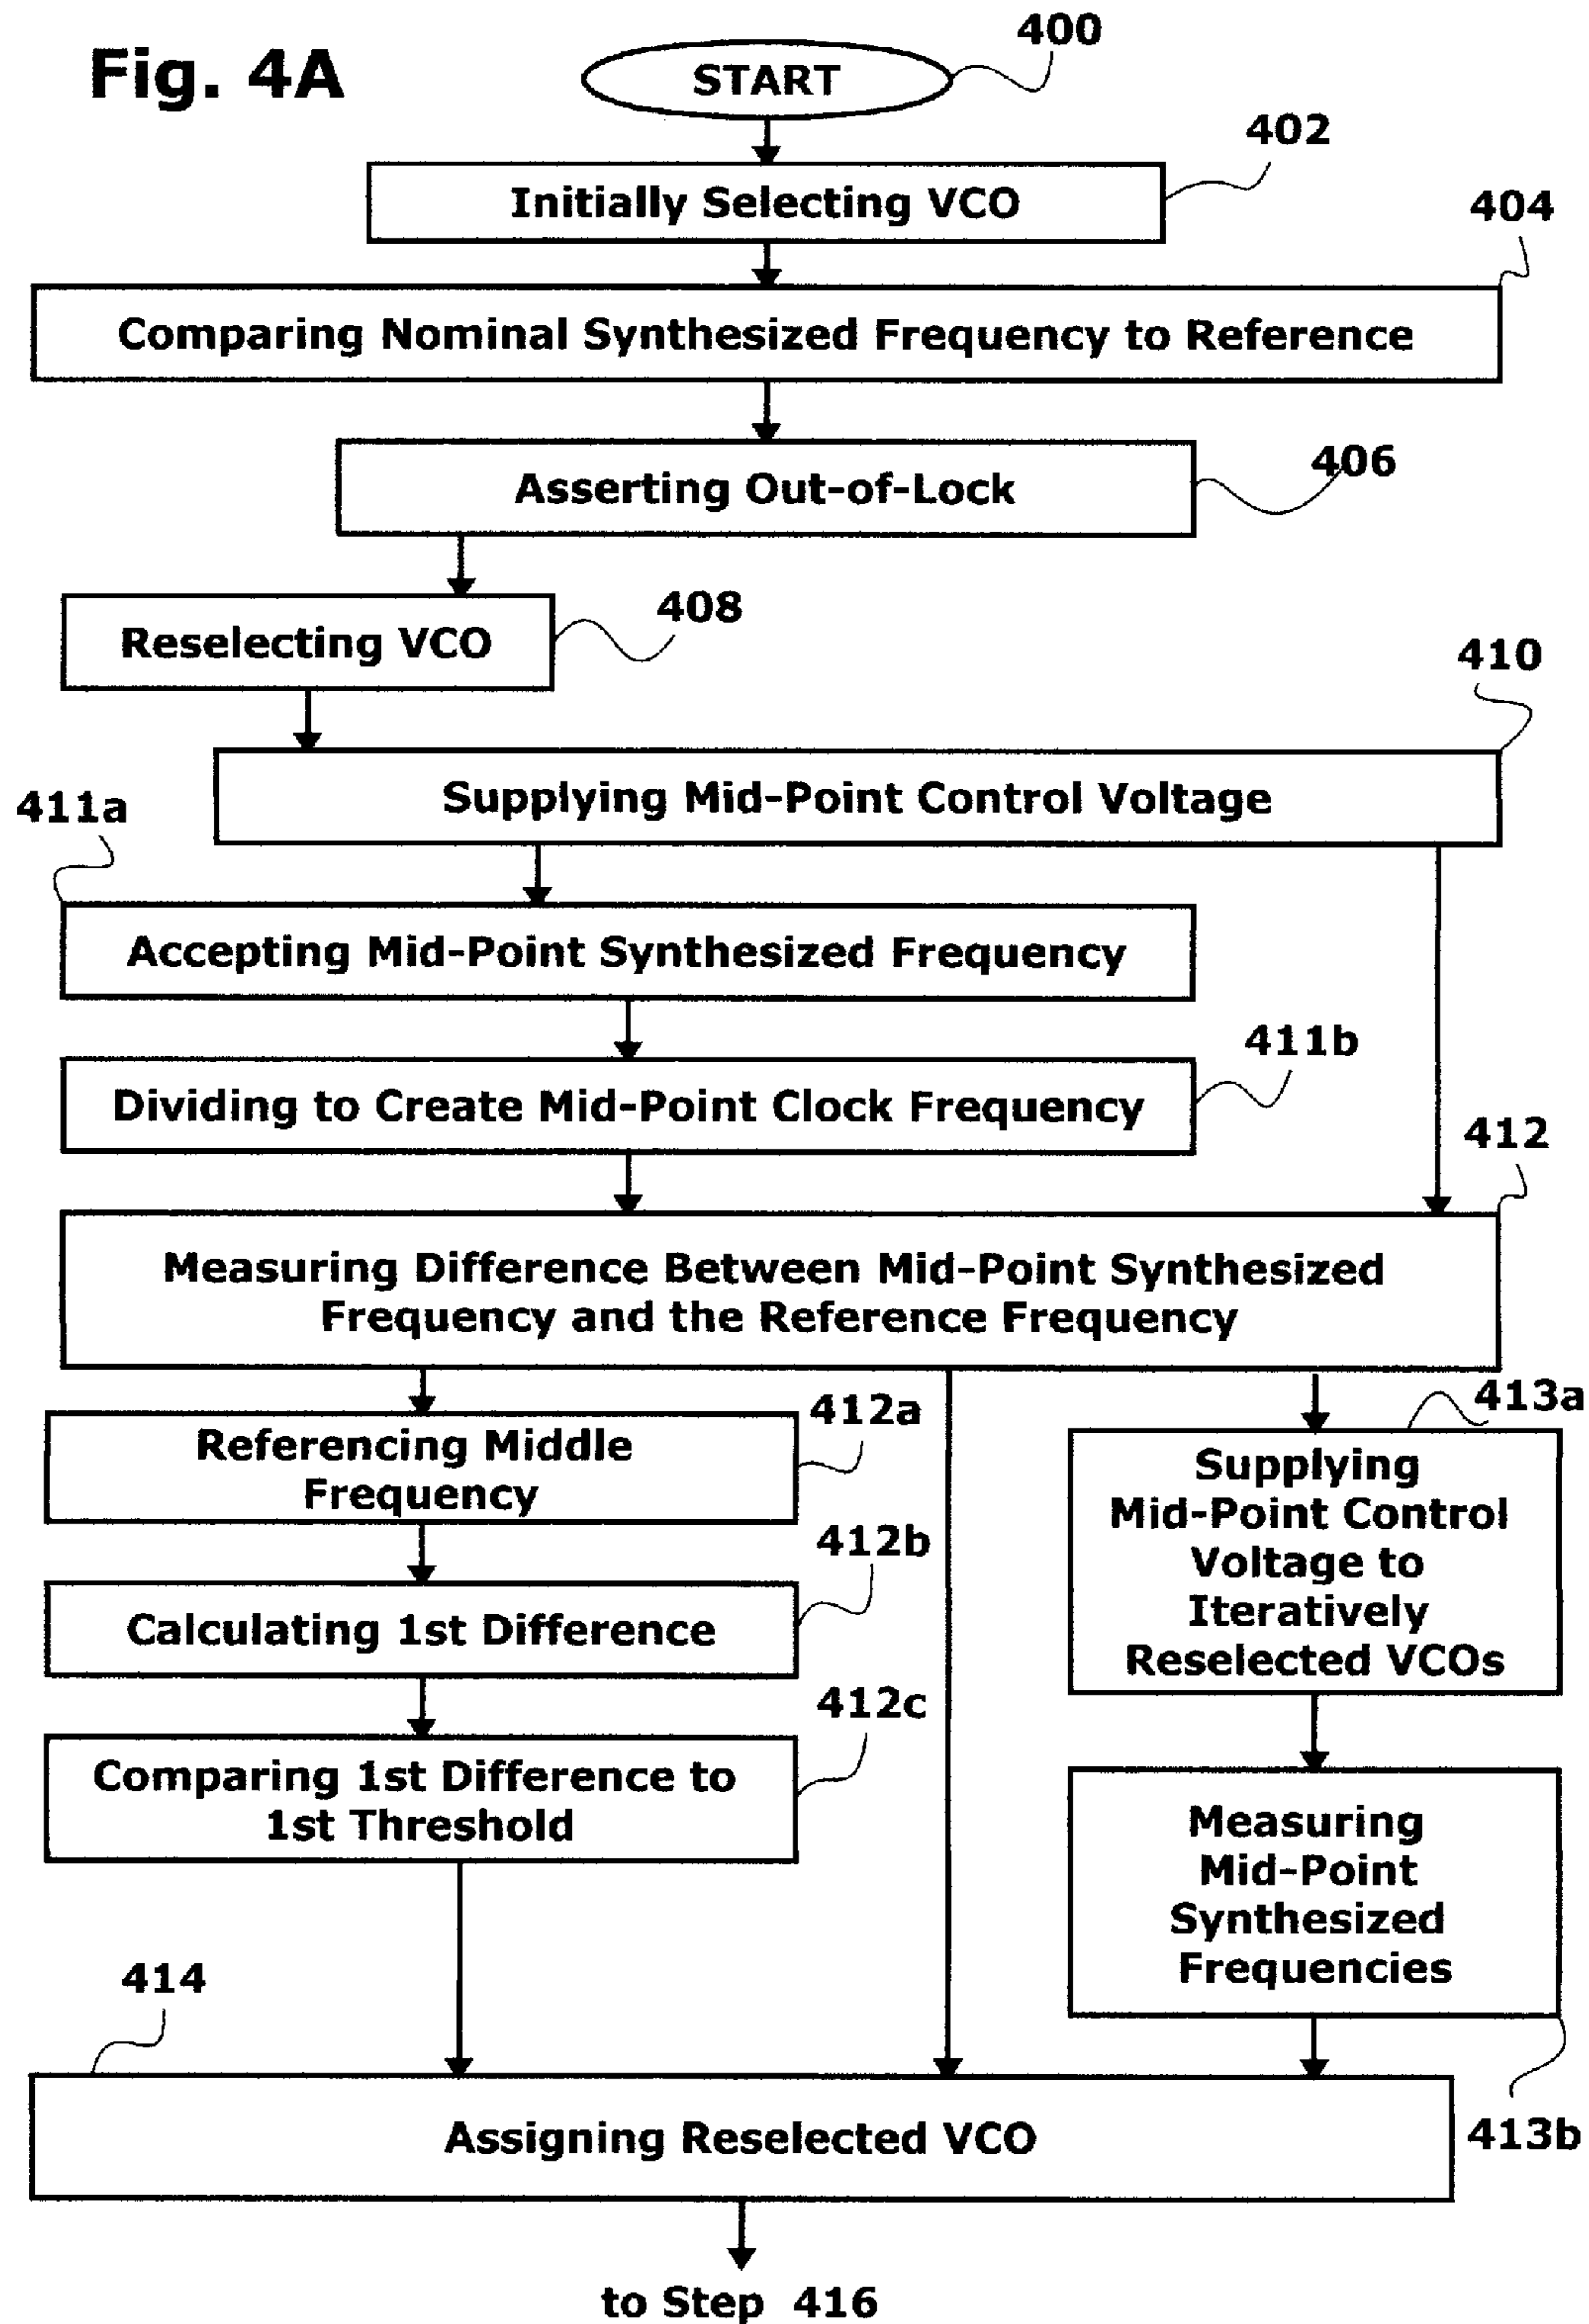 Fig. 4A
400
START
402
Initially Selecting VCO
404
Comparing Nominal Synthesized Frequency to Reference
406
Asserting Out-of-Lock
408
Reselecting VCO
410
Supplying Mid-Point Control Voltage
411a
Accepting Mid-Point Synthesized Frequency
411b
Dividing to Create Mid-Point Clock Frequency
412
Measuring Difference Between Mid-Point Synthesized
Frequency and the Reference Frequency
412a
Referencing Middle
Frequency
412b
Calculating 1st Difference
412c
Comparing 1st Difference to
1st Threshold
413a
Supplying
Mid-Point Control
Voltage to
Iteratively
Reselected VCOs
Measuring
Mid-Point
Synthesized
Frequencies
413b
414
Assigning Reselected VCO
to Step 416